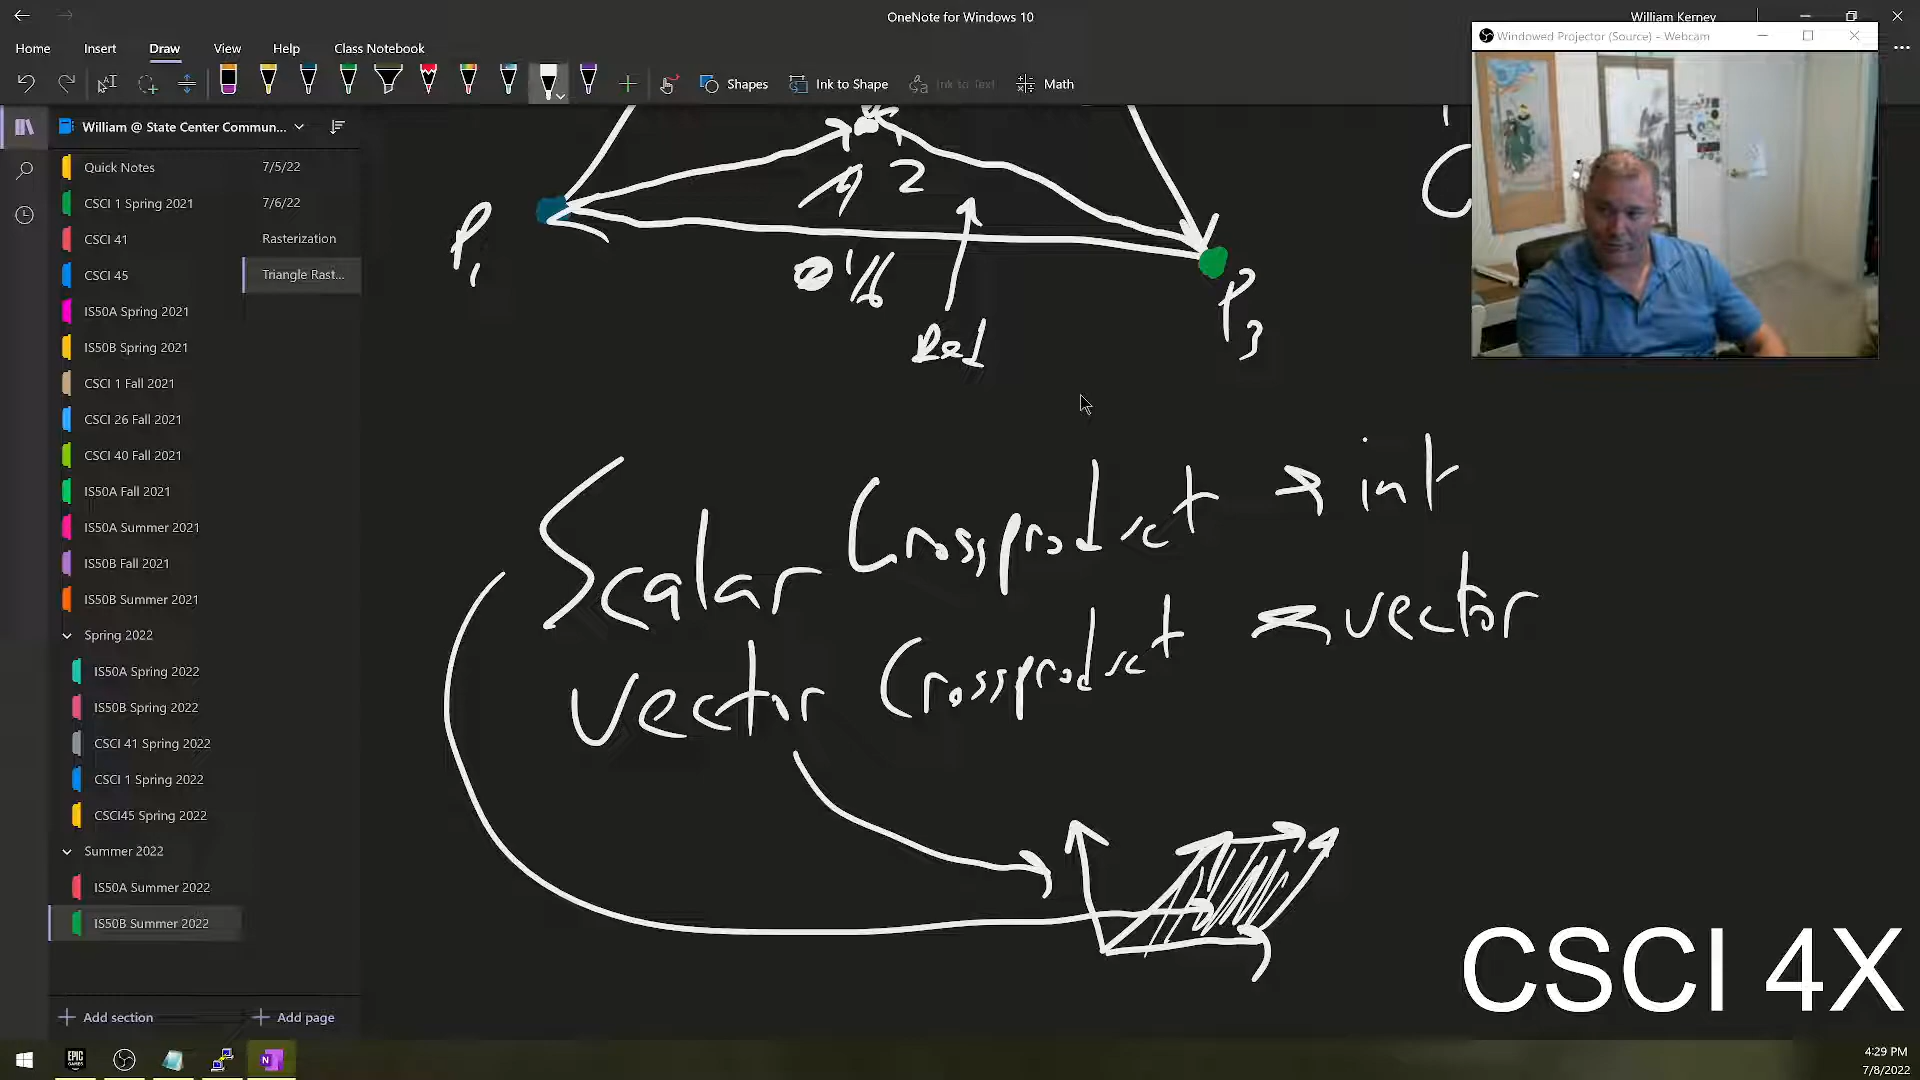 OneNote for Windows 10
William Kerney
Home Insert Draw View Help Class Notebook
Shapes Ink to Shape Ink to Text Math
Windowed Projector (Source) - Webcam
William @ State Center Commun...
Quick Notes
CSCI 1 Spring 2021
CSCI 41
CSCI 45
IS50A Spring 2021
IS50B Spring 2021
CSCI 1 Fall 2021
CSCI 26 Fall 2021
CSCI 40 Fall 2021
IS50A Fall 2021
IS50A Summer 2021
IS50B Fall 2021
IS50B Summer 2021
Spring 2022
IS50A Spring 2022
IS50B Spring 2022
CSCI 41 Spring 2022
CSCI 1 Spring 2022
CSCI45 Spring 2022
Summer 2022
IS50A Summer 2022
IS50B Summer 2022
Add section
7/5/22
7/6/22
Rasterization
Triangle Rast...
Add page
A2
P1
P3
Red
Scalar Crossproduct → int
Vector Crossproduct vector
CSCI 4X
EPIC GAMES
N
4:29 PM
7/8/2022